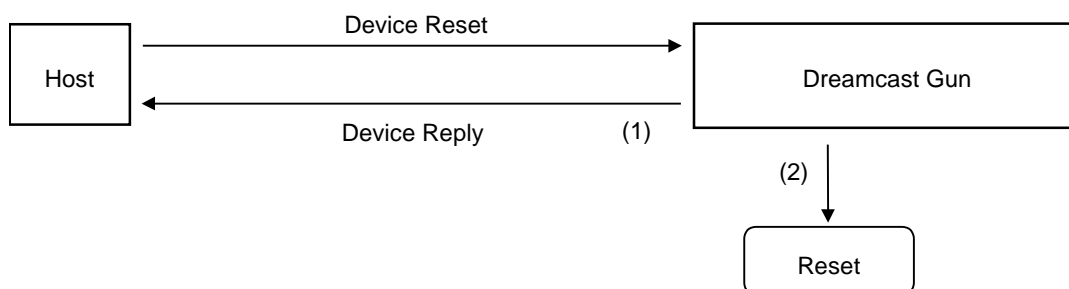 Device Reset
Host
Dreamcast Gun
Device Reply
(1)
(2)
Reset